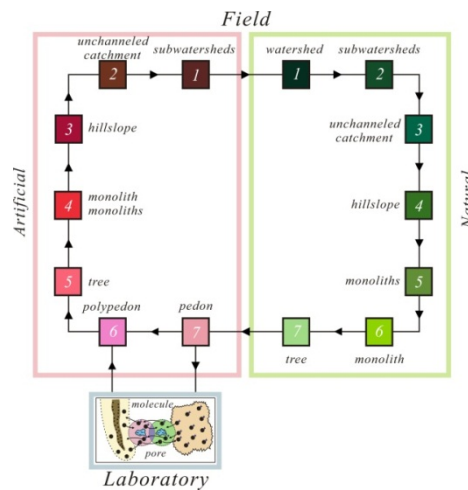 Field
unchanneled
catchment
subwatersheds
watershed
subwatersheds
2
1
1
2
3
hillslope
unchanneled
catchment
3
Artificial
Natural
4
monolith
monoliths
hillslope
4
5
tree
monoliths
5
polypedon
pedon
6
7
7
6
tree
monolith
molecule
pore
Laboratory